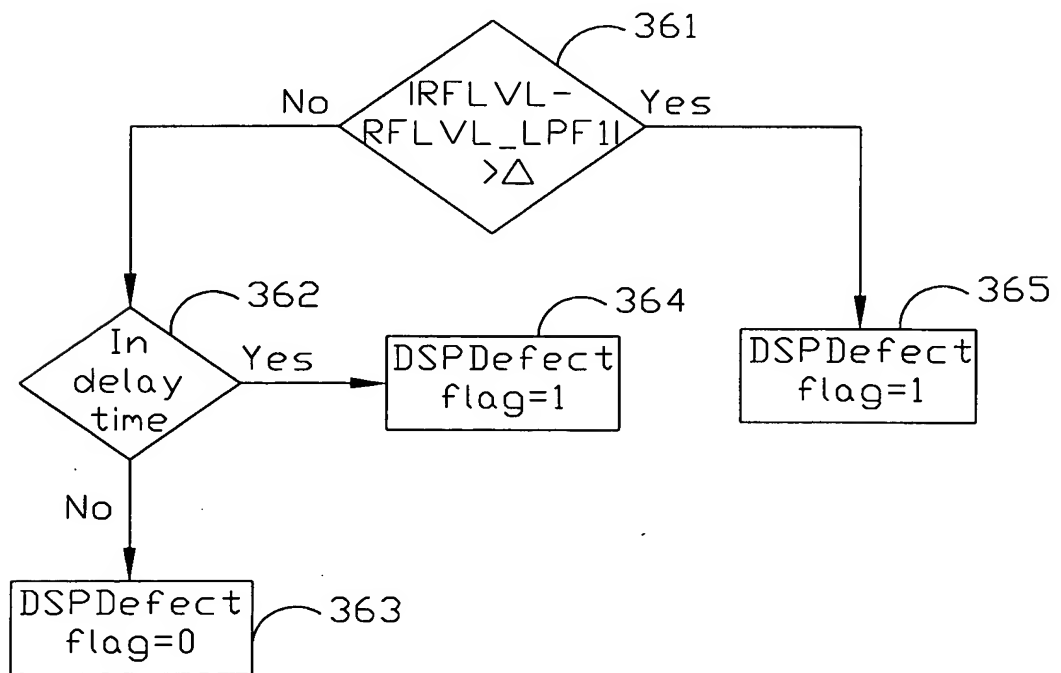 361
No
|RFLVL-
RFLVL_LPF1|
>△
Yes
362
In
delay
time
Yes
364
DSPDefect
flag=1
365
DSPDefect
flag=1
No
363
DSPDefect
flag=0